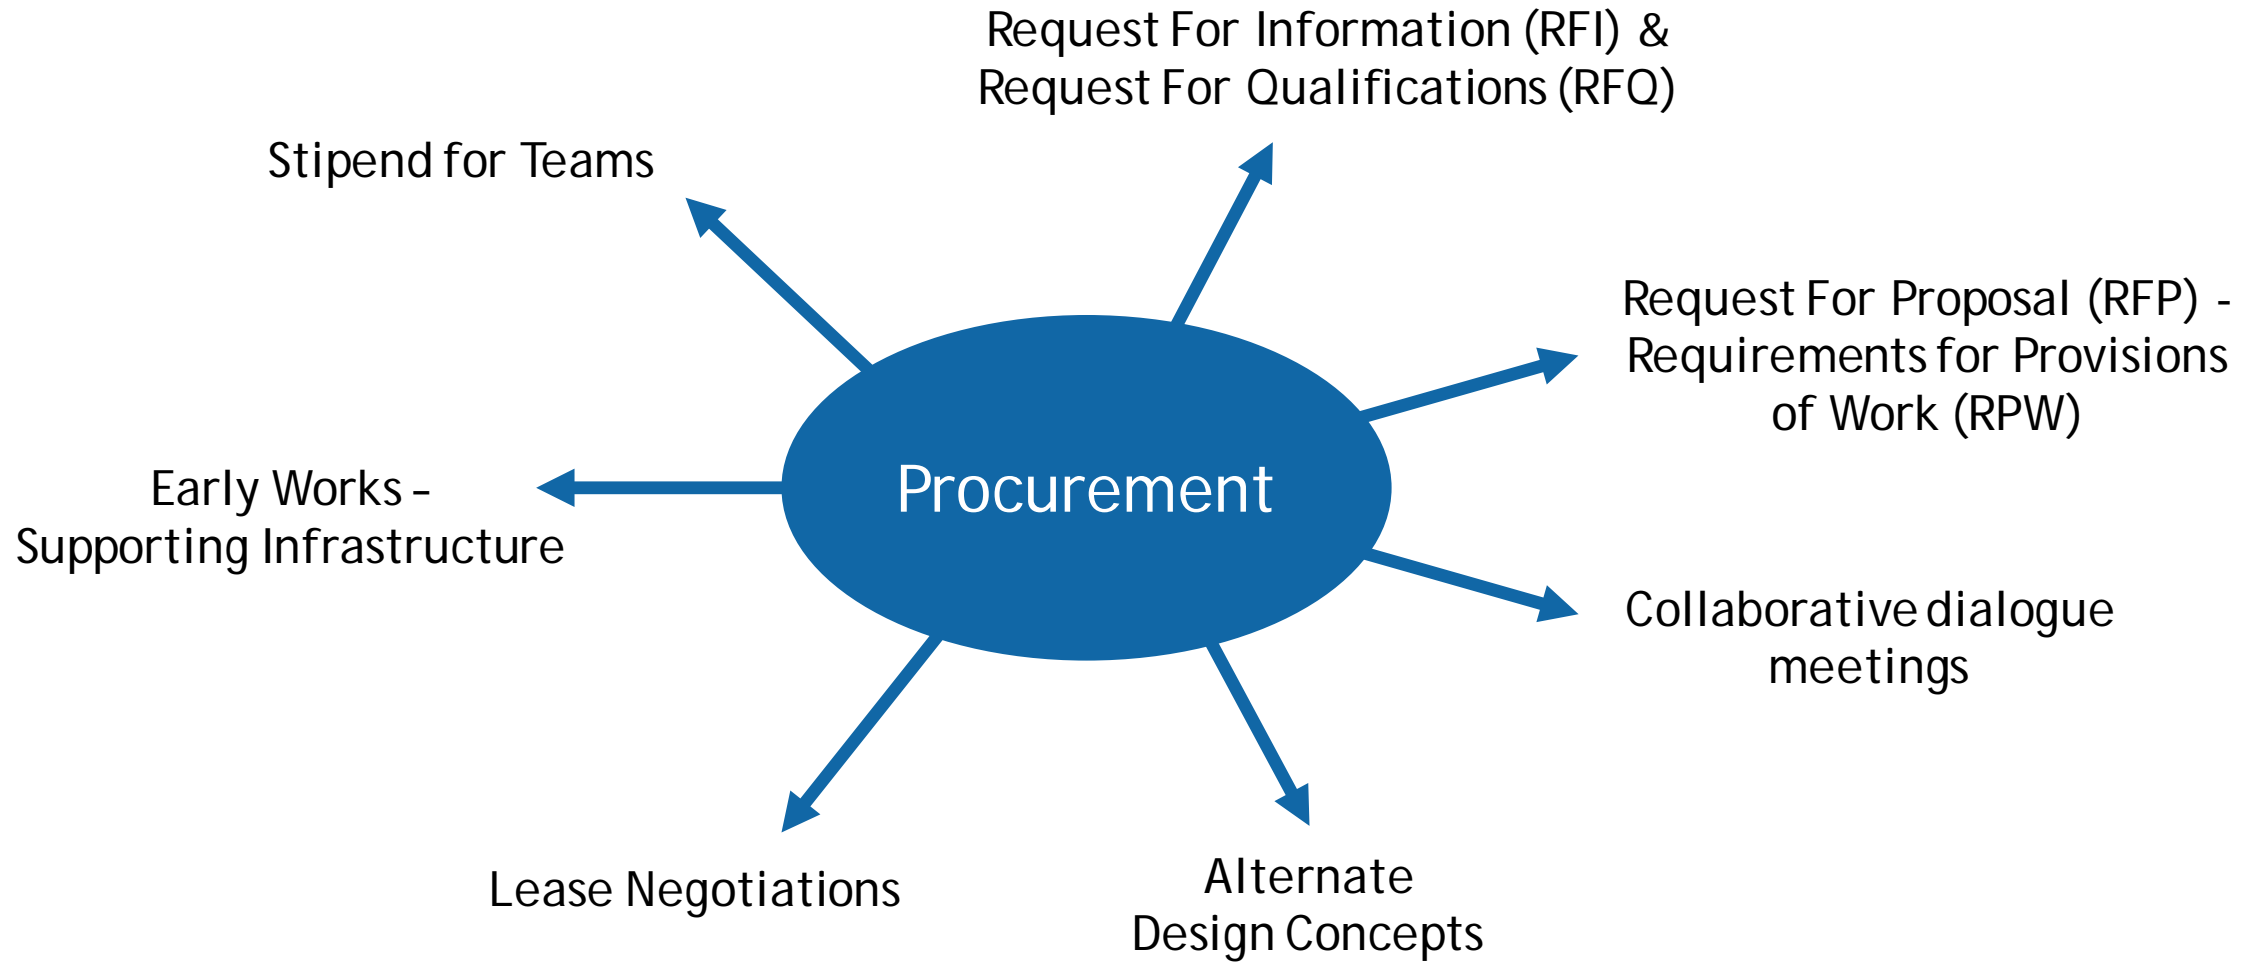 Request For Information (RFI) &
Request For Qualifications (RFQ)
Stipend for Teams
Request For Proposal (RFP) -
Requirements for Provisions
of Work (RPW)
Early Works –
Supporting Infrastructure
Procurement
Collaborative dialogue
meetings
Lease Negotiations
Alternate
Design Concepts